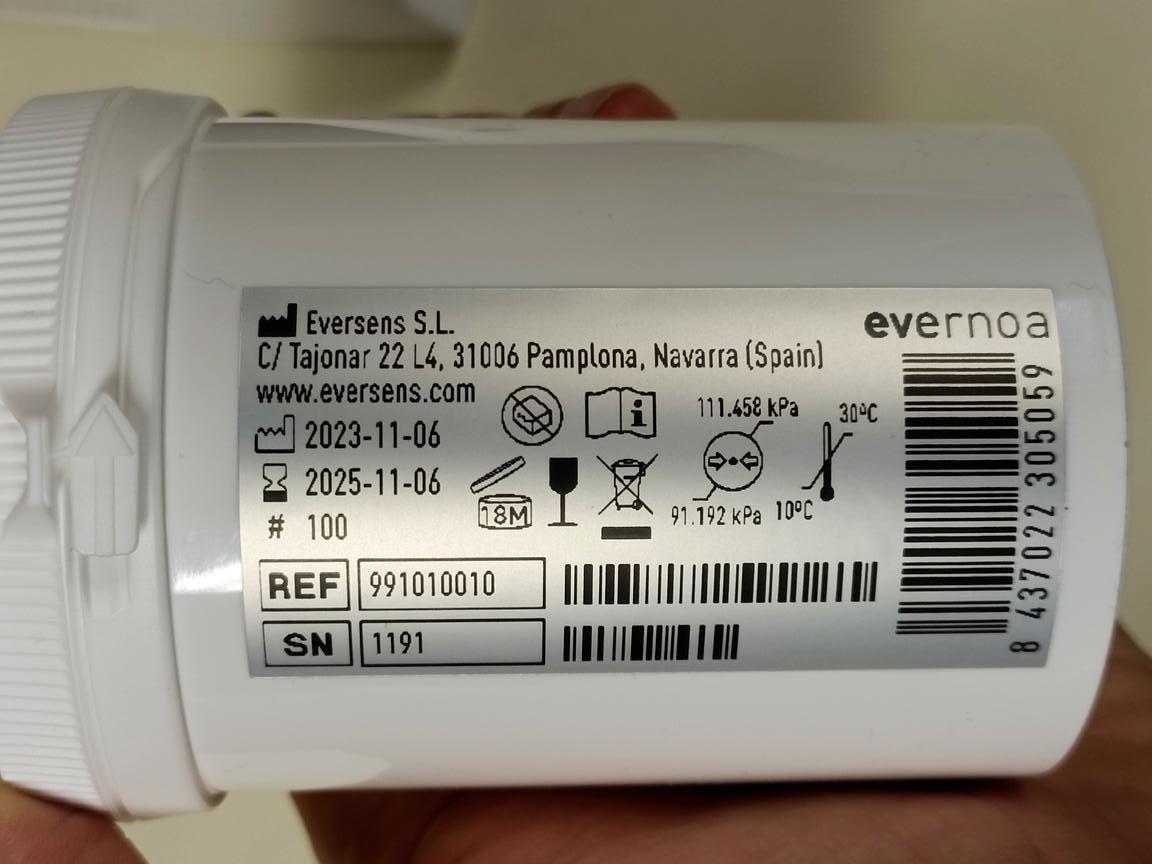 Eversens S.L.
C/ Tajonar 22 L4, 31006 Pamplona, Navarra (Spain)
www.eversens.com
2023-11-06
2025-11-06
# 100
18M
111.458 kPa
91.192 kPa
30ºC
10ºC
REF 991010010
SN 1191
evernoa
8 437022 305059